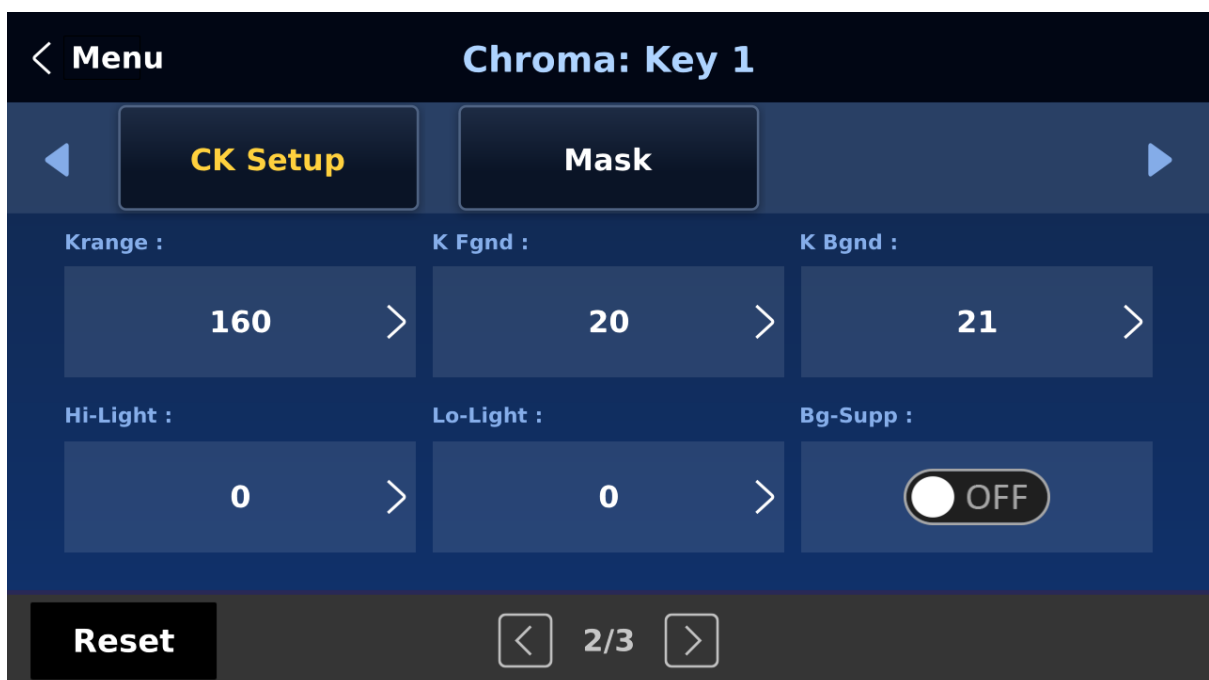 Menu
Chroma: Key 1
CK Setup
Mask
Krange :
K Fgnd :
K Bgnd :
160
20
21
Hi-Light :
Lo-Light :
Bg-Supp :
0
0
OFF
Reset
2/3